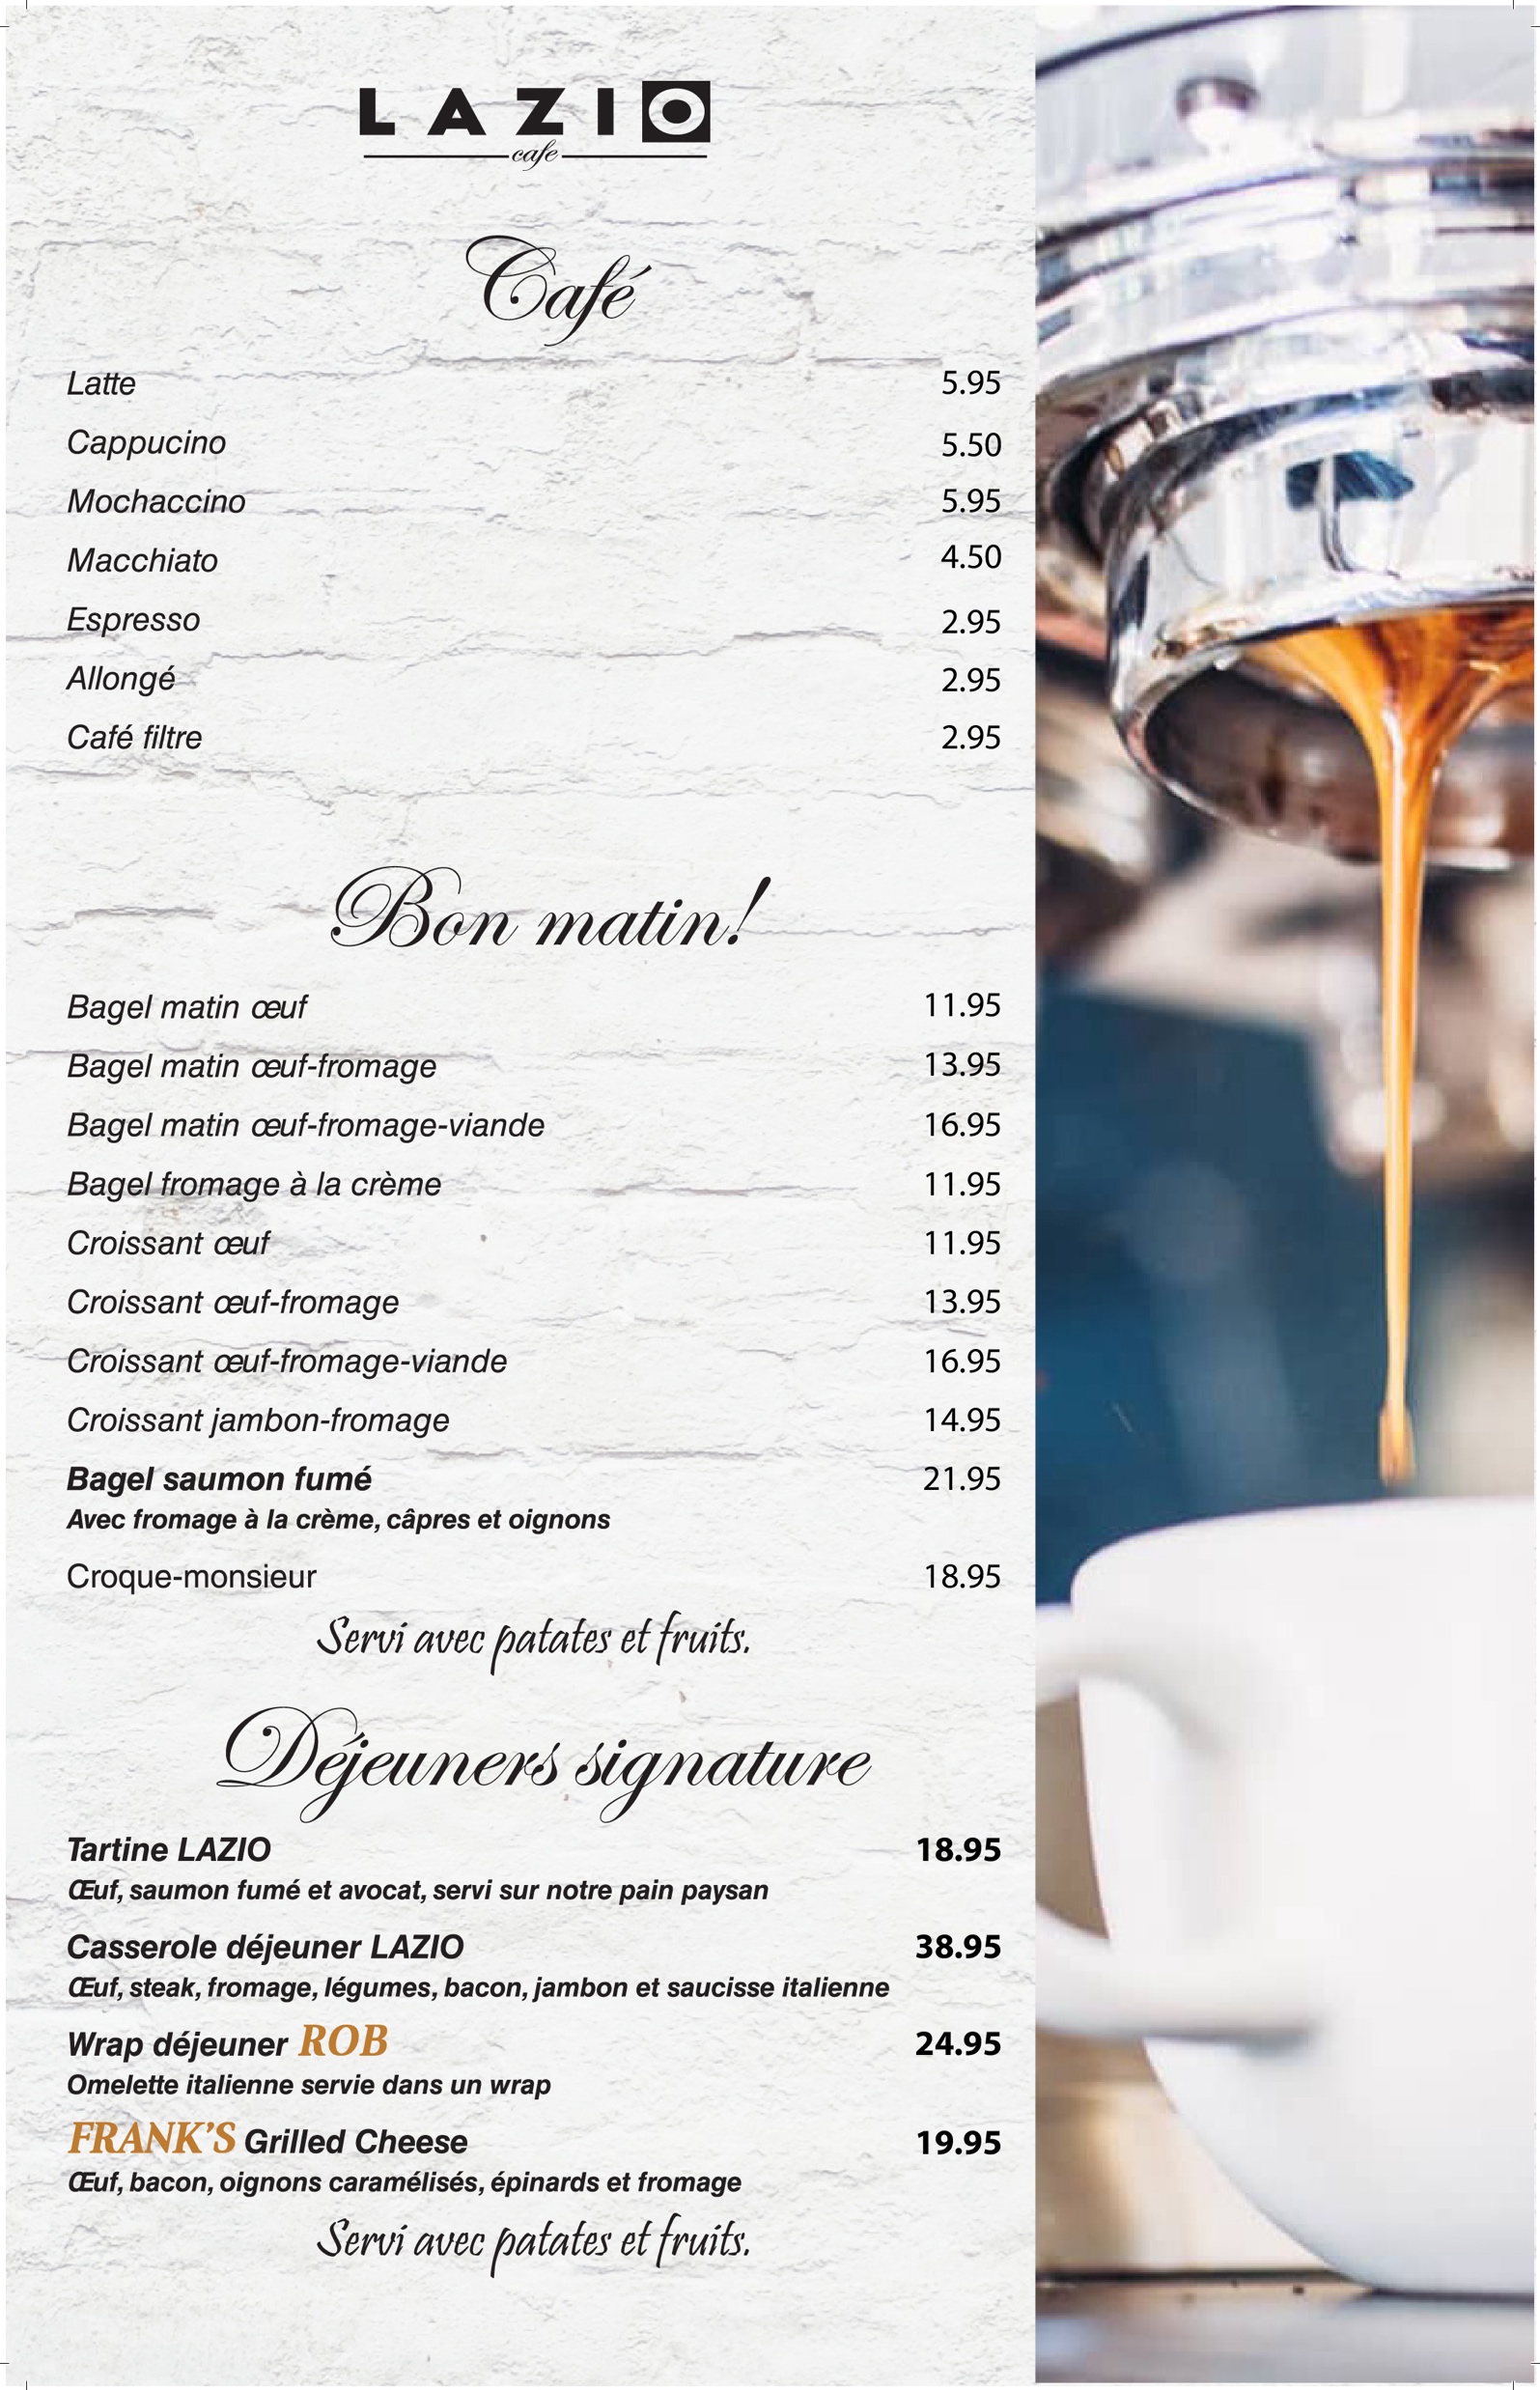 LAZIO
cafe
Café
Latte 5.95
Cappucino 5.50
Mochaccino 5.95
Macchiato 4.50
Espresso 2.95
Allongé 2.95
Café filtre 2.95
Bon matin!
Bagel matin œuf 11.95
Bagel matin œuf-fromage 13.95
Bagel matin œuf-fromage-viande 16.95
Bagel fromage à la crème 11.95
Croissant œuf 11.95
Croissant œuf-fromage 13.95
Croissant œuf-fromage-viande 16.95
Croissant jambon-fromage 14.95
Bagel saumon fumé 21.95
Avec fromage à la crème, câpres et oignons
Croque-monsieur 18.95
Servi avec patates et fruits.
Déjeuners signature
Tartine LAZIO 18.95
Œuf, saumon fumé et avocat, servi sur notre pain paysan
Casserole déjeuner LAZIO 38.95
Œuf, steak, fromage, légumes, bacon, jambon et saucisse italienne
Wrap déjeuner ROB 24.95
Omelette italienne servie dans un wrap
FRANK'S Grilled Cheese 19.95
Œuf, bacon, oignons caramélisés, épinards et fromage
Servi avec patates et fruits.